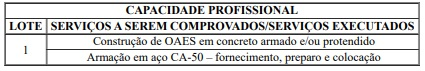 CAPACIDADE PROFISSIONAL
LOTE SERVIÇOS A SEREM COMPROVADOS/SERVIÇOS EXECUTADOS
1
Construção de OAES em concreto armado e/ou protendido
Armação em aço CA-50 – fornecimento, preparo e colocação